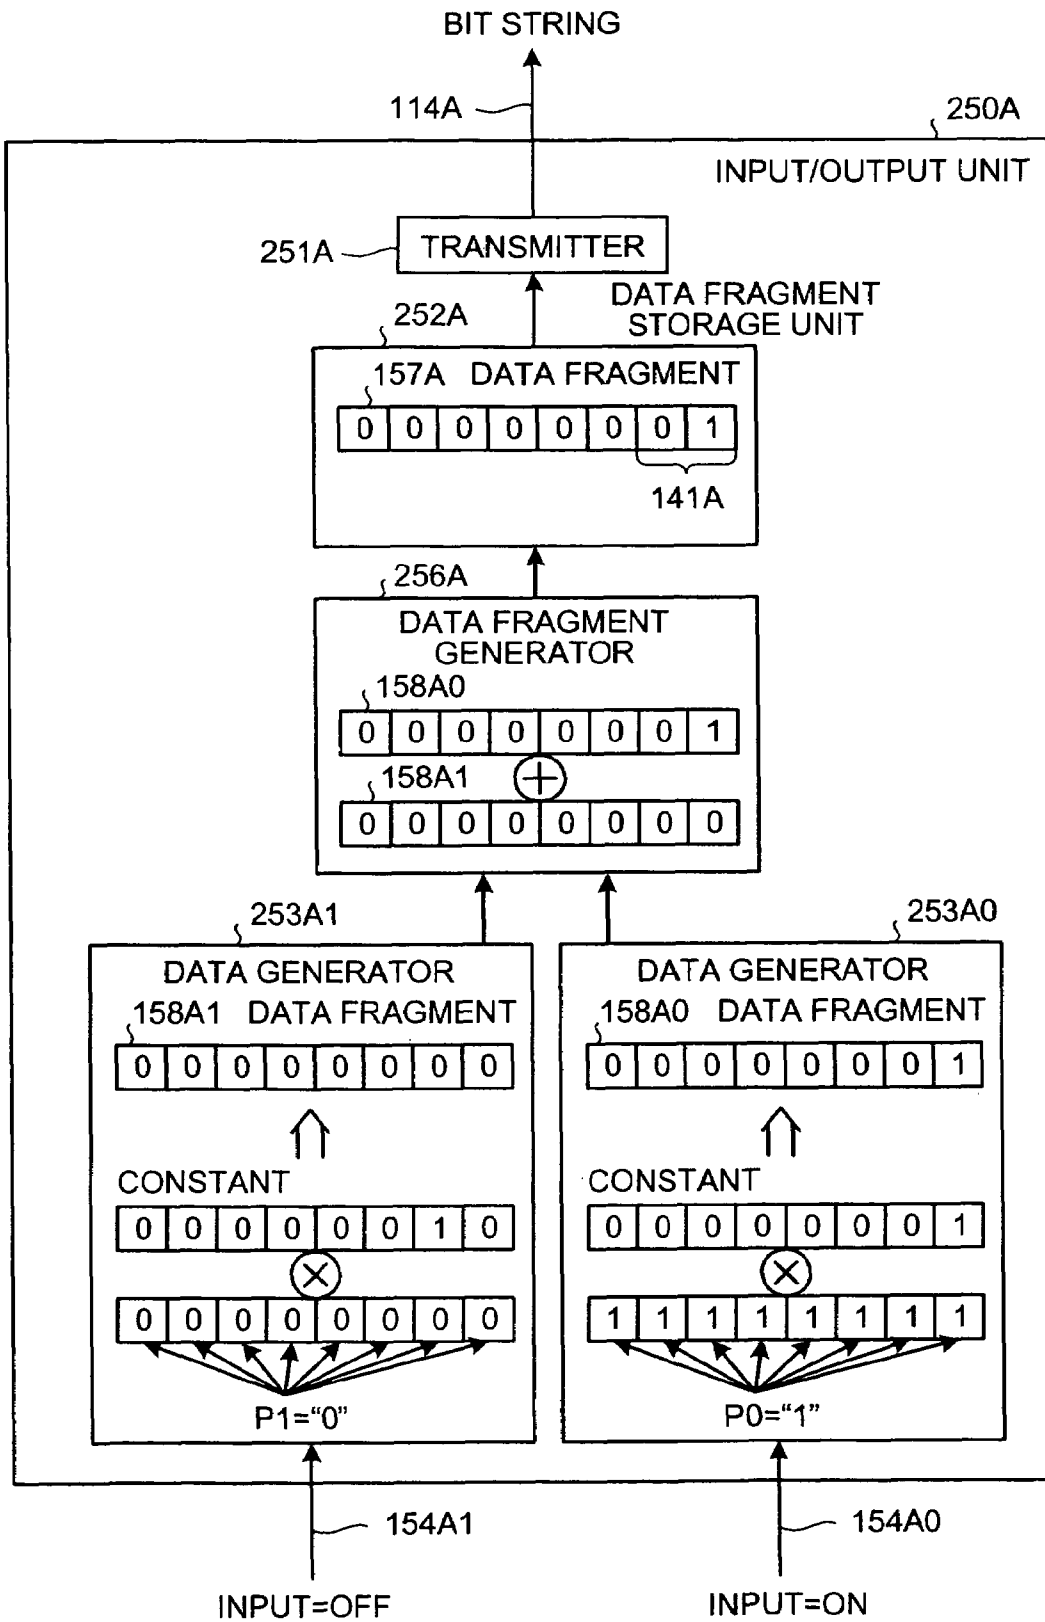 BIT STRING
114A
250A
INPUT/OUTPUT UNIT
251A
TRANSMITTER
DATA FRAGMENT
STORAGE UNIT
252A
157A DATA FRAGMENT
0 0 0 0 0 0 0 1
141A
256A
DATA FRAGMENT
GENERATOR
158A0
0 0 0 0 0 0 0 1
+
158A1
0 0 0 0 0 0 0 0
253A1
DATA GENERATOR
158A1 DATA FRAGMENT
0 0 0 0 0 0 0 0
CONSTANT
0 0 0 0 0 0 1 0
×
0 0 0 0 0 0 0 0
P1="0"
154A1
INPUT=OFF
253A0
DATA GENERATOR
158A0 DATA FRAGMENT
0 0 0 0 0 0 0 1
CONSTANT
0 0 0 0 0 0 0 1
×
1 1 1 1 1 1 1 1
P0="1"
154A0
INPUT=ON